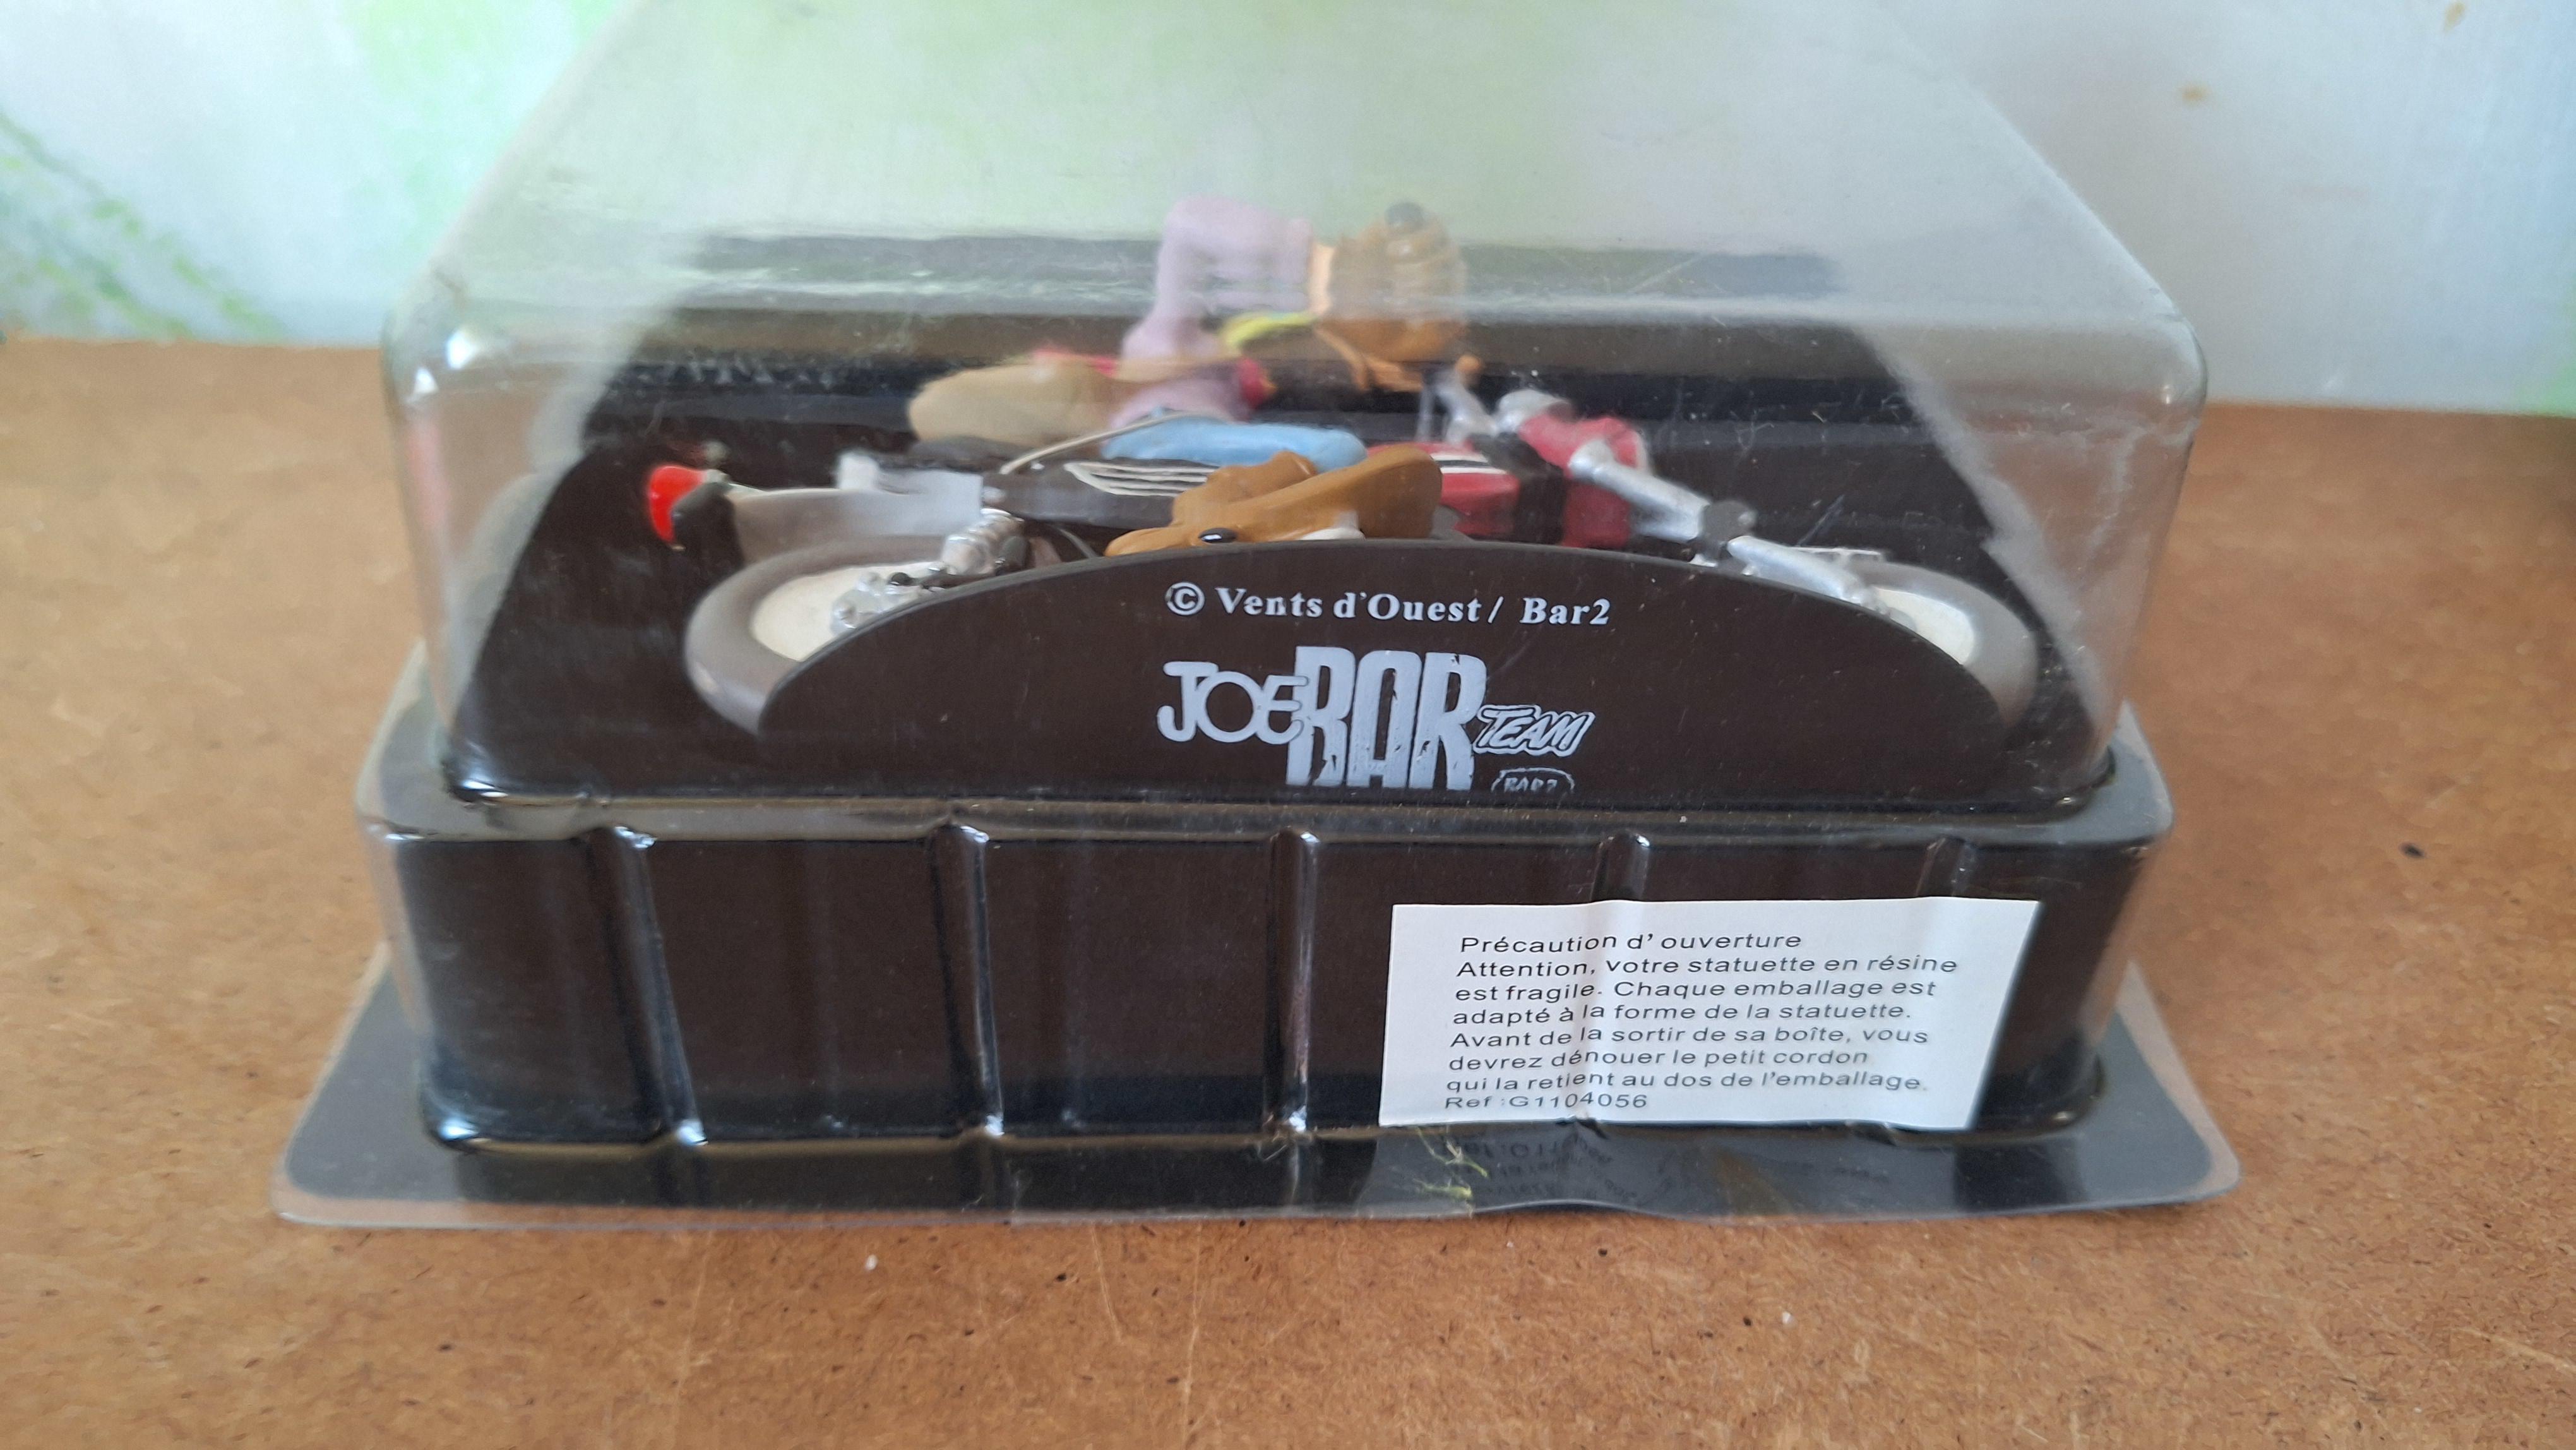 © Vents d'Ouest / Bar2
JOE BAR TEAM
BAR2
Précaution d' ouverture
Attention, votre statuette en résine
est fragile. Chaque emballage est
adapté à la forme de la statuette.
Avant de la sortir de sa boîte, vous
devrez dénouer le petit cordon
qui la retient au dos de l'emballage.
Ref :G1104056